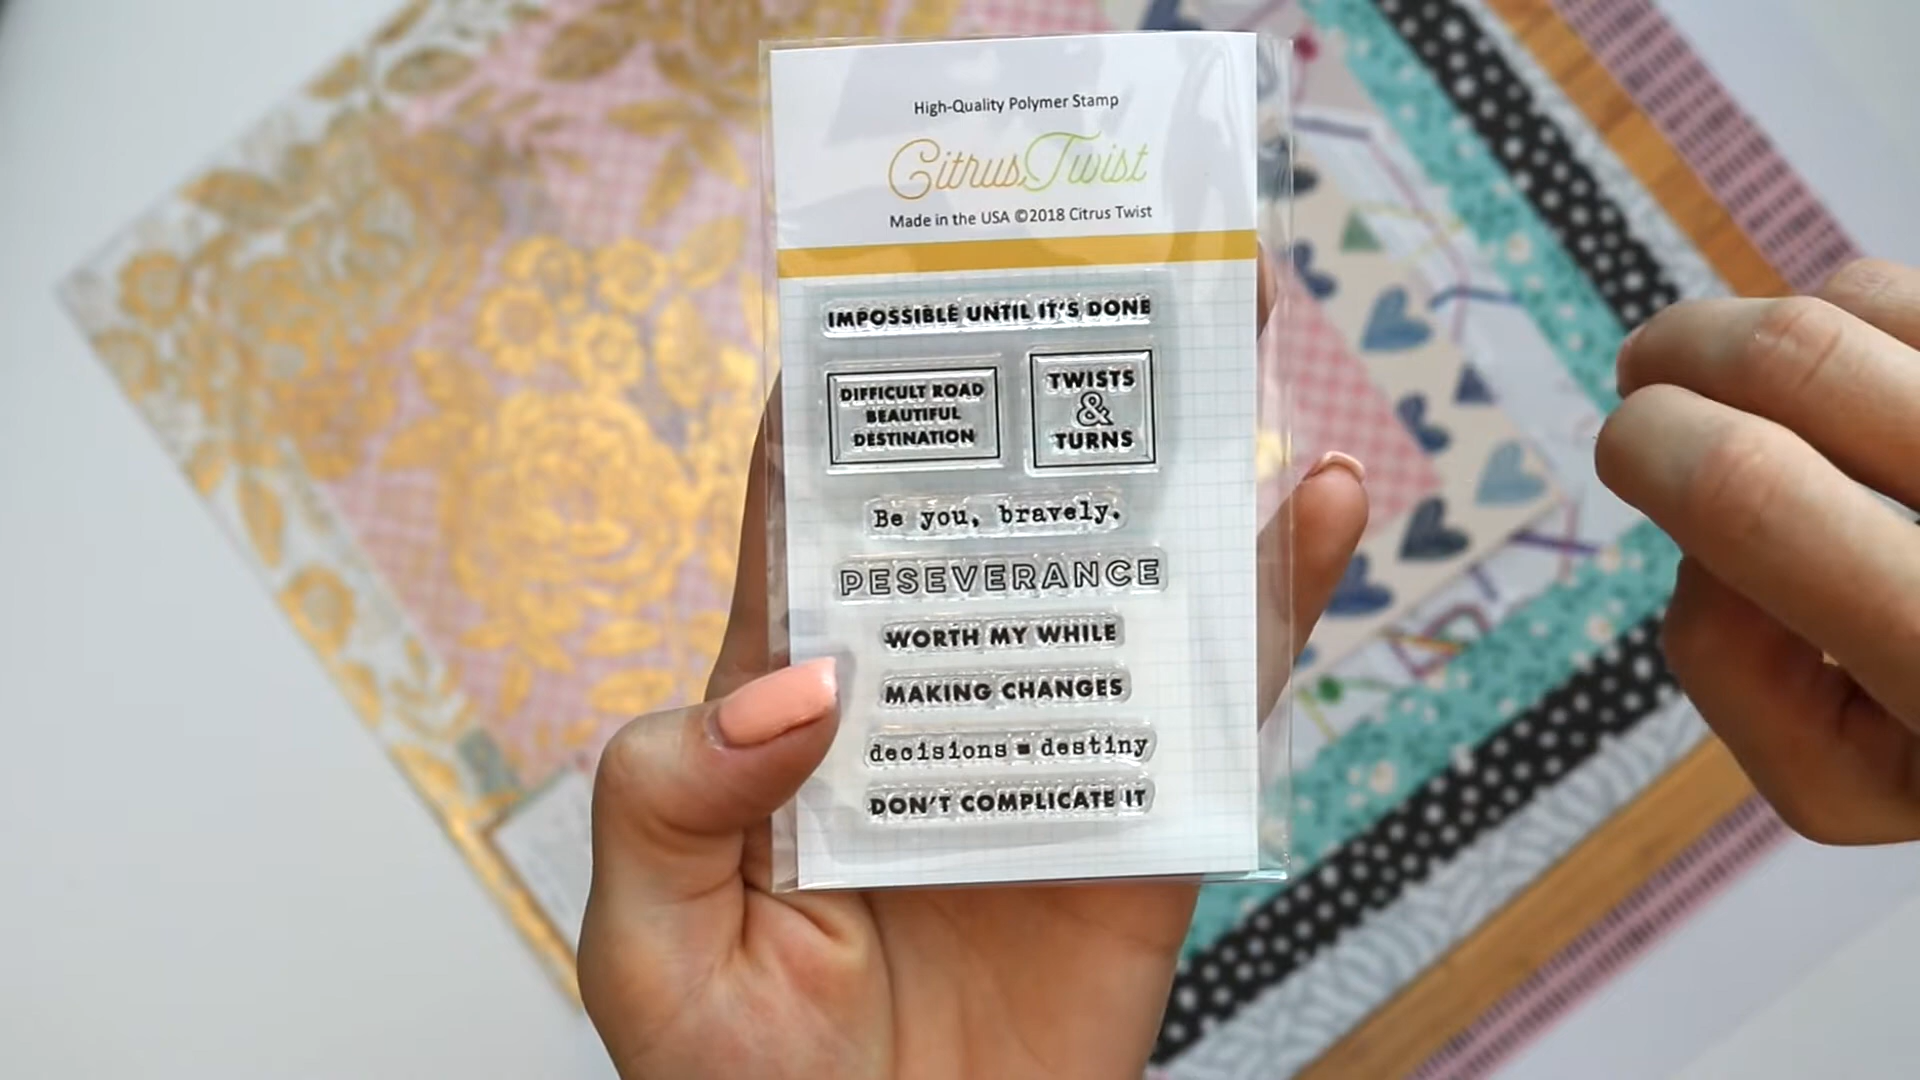 High-Quality Polymer Stamp
Citrus Twist
Made in the USA ©2018 Citrus Twist
IMPOSSIBLE UNTIL IT'S DONE
DIFFICULT ROAD
BEAUTIFUL
DESTINATION
TWISTS
&
TURNS
Be you, bravely.
PESEVERANCE
WORTH MY WHILE
MAKING CHANGES
decisions = destiny
DON'T COMPLICATE IT